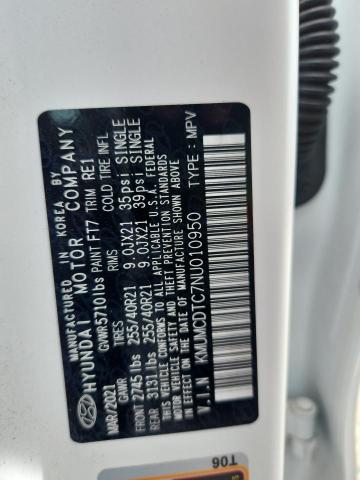 MANUFACTURED IN KOREA BY
HYUNDAI MOTOR COMPANY
GVWR 5710 lbs PAINT FT7 TRIM RE1
MAR/2021 GAWR TIRES RIMS COLD TIRE INFL.
FRONT 2745 lbs 255/40R21 9.0JX21 35psi SINGLE
REAR 3131 lbs 255/40R21 9.0JX21 39psi SINGLE
THIS VEHICLE CONFORMS TO ALL APPLICABLE U.S.A. FEDERAL
MOTOR VEHICLE SAFETY AND THEFT PREVENTION STANDARDS
IN EFFECT ON THE DATE OF MANUFACTURE SHOWN ABOVE.
V.I.N KMUMCDTC7NU010950 TYPE : MPV
T06